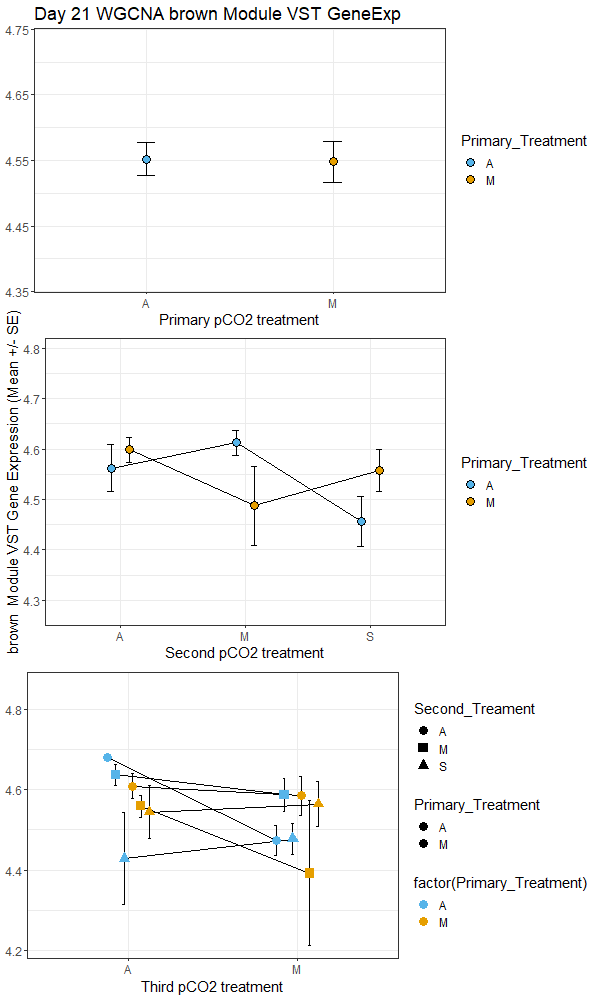 Day 21 WGCNA brown Module VST GeneExp
4.75
4.65
4.55
4.45
4.35
A
M
Primary pCO2 treatment
Primary_Treatment
A
M
brown  Module VST Gene Expression (Mean +/- SE)
4.8
4.7
4.6
4.5
4.4
4.3
A
M
S
Second pCO2 treatment
Primary_Treatment
A
M
4.8
4.6
4.4
4.2
A
M
Third pCO2 treatment
Second_Treament
A
M
S
Primary_Treatment
A
M
factor(Primary_Treatment)
A
M